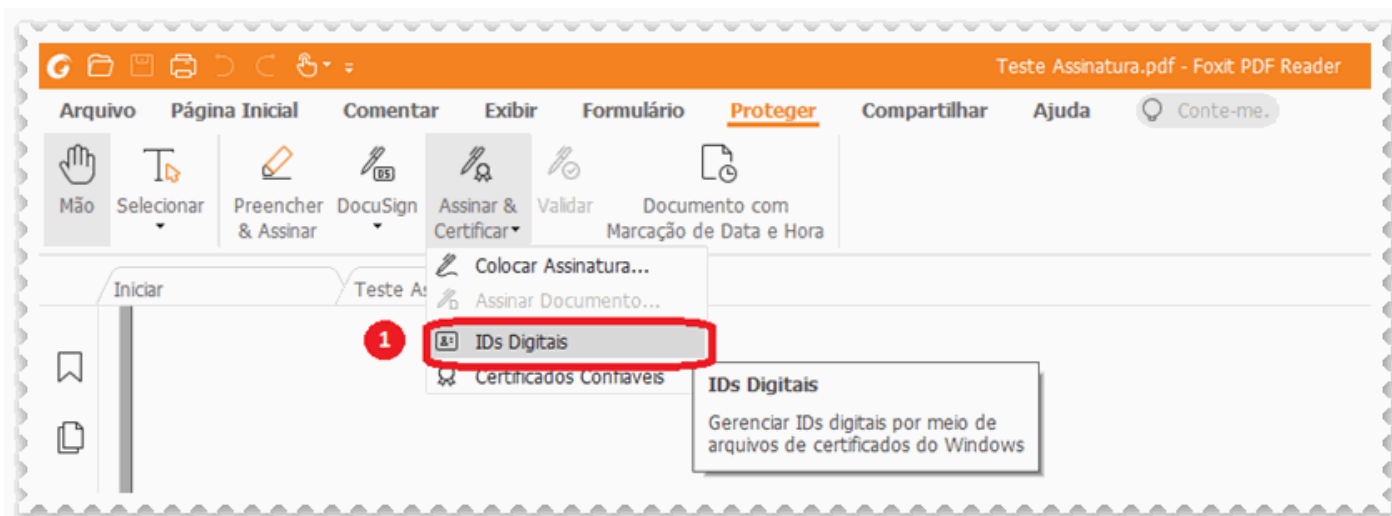 Teste Assinatura.pdf - Foxit PDF Reader
Arquivo Página Inicial Comentar Exibir Formulário Proteger Compartilhar Ajuda Conte-me.
Mão Selecionar Preencher DocuSign Assinar & Validar Documento com
& Assinar Certificar Marcação de Data e Hora
Iniciar Teste As
Colocar Assinatura...
Assinar Documento...
1 IDs Digitais
Certificados Confiáveis
IDs Digitais
Gerenciar IDs digitais por meio de
arquivos de certificados do Windows